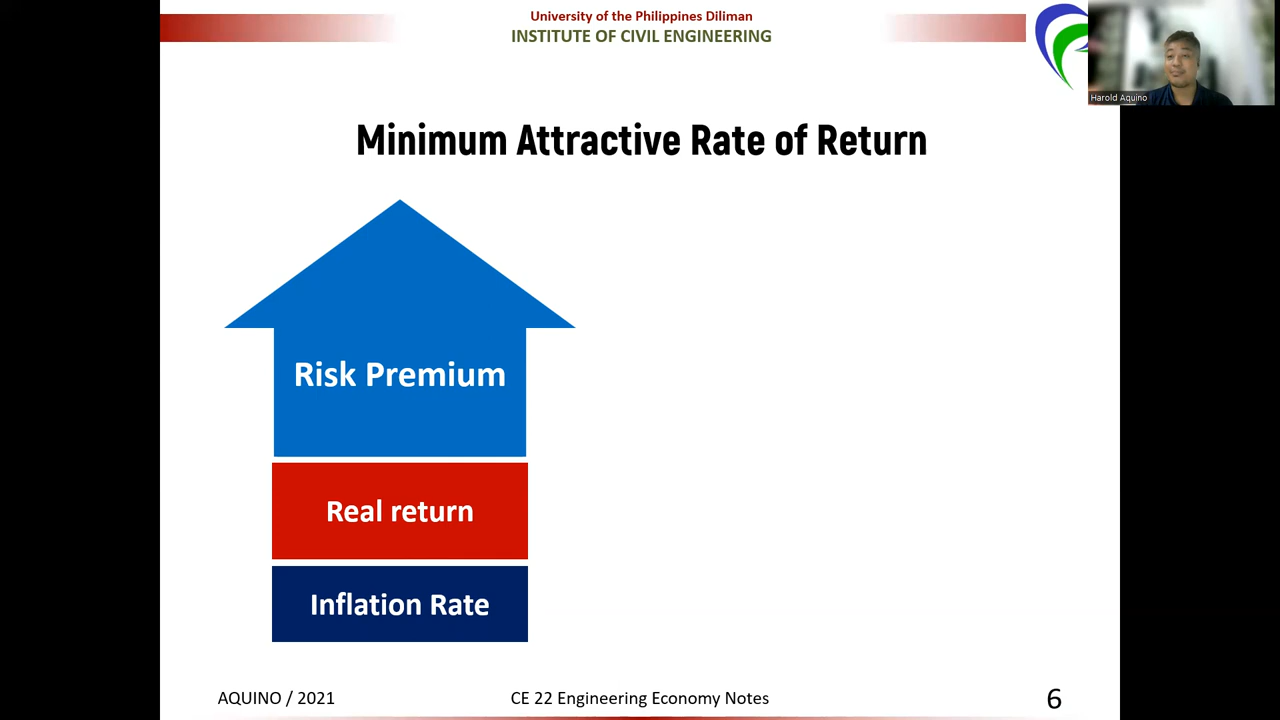 University of the Philippines Diliman
INSTITUTE OF CIVIL ENGINEERING
Harold Aquino
Minimum Attractive Rate of Return
Risk Premium
Real return
Inflation Rate
AQUINO / 2021
CE 22 Engineering Economy Notes
6